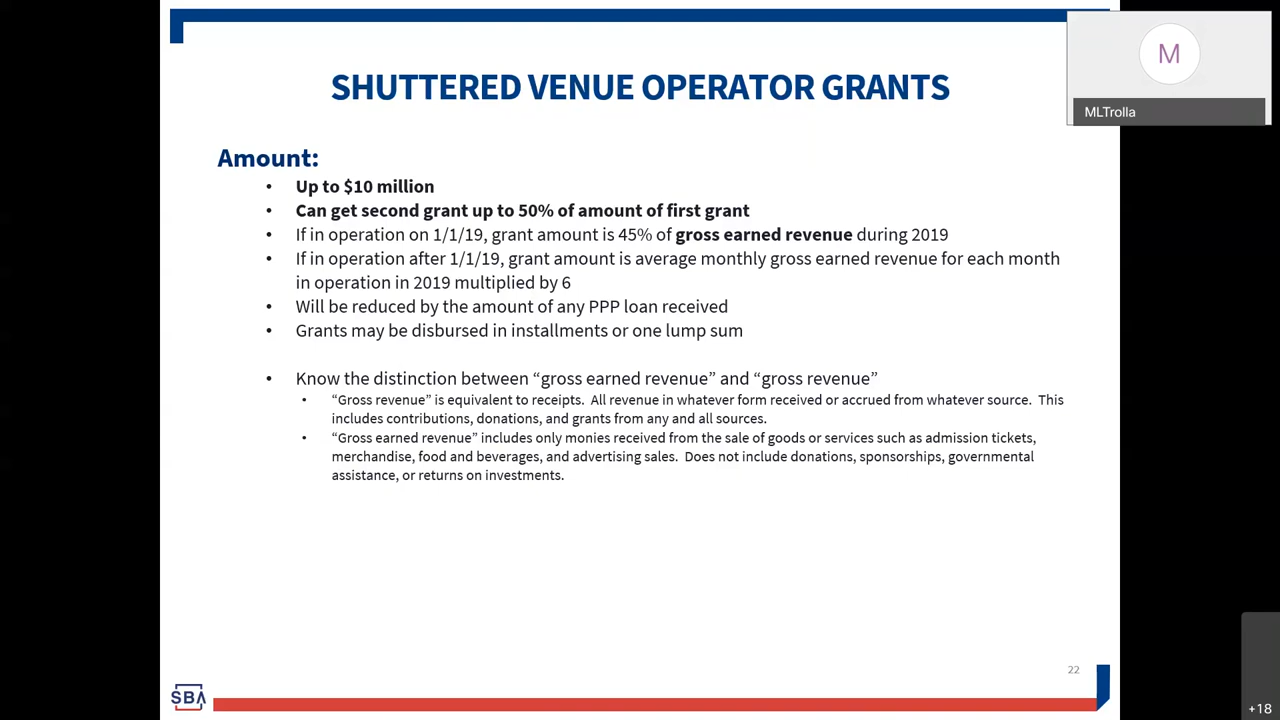 SHUTTERED VENUE OPERATOR GRANTS
M
MLTrolla
Amount:
• Up to $10 million
• Can get second grant up to 50% of amount of first grant
• If in operation on 1/1/19, grant amount is 45% of gross earned revenue during 2019
• If in operation after 1/1/19, grant amount is average monthly gross earned revenue for each month
in operation in 2019 multiplied by 6
• Will be reduced by the amount of any PPP loan received
• Grants may be disbursed in installments or one lump sum
• Know the distinction between “gross earned revenue” and “gross revenue”
• “Gross revenue” is equivalent to receipts. All revenue in whatever form received or accrued from whatever source. This
includes contributions, donations, and grants from any and all sources.
• “Gross earned revenue” includes only monies received from the sale of goods or services such as admission tickets,
merchandise, food and beverages, and advertising sales. Does not include donations, sponsorships, governmental
assistance, or returns on investments.
22
SBA
+18